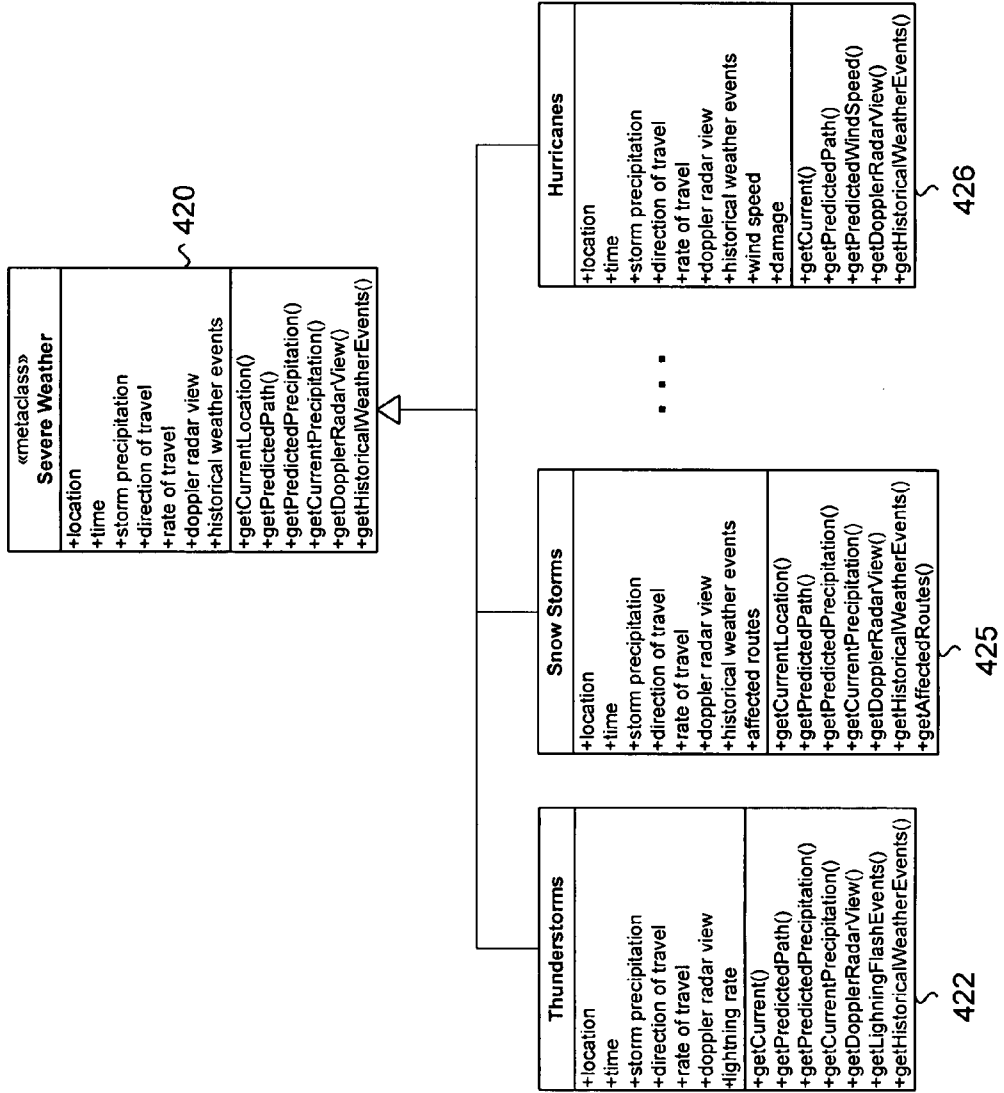 «metaclass»
Severe Weather
+location
+time
+storm precipitation
+direction of travel
+rate of travel
+doppler radar view
+historical weather events
+getCurrentLocation()
+getPredictedPath()
+getPredictedPrecipitation()
+getCurrentPrecipitation()
+getDopplerRadarView()
+getHistoricalWeatherEvents()
420
Thunderstorms
+location
+time
+storm precipitation
+direction of travel
+rate of travel
+doppler radar view
+lightning rate
+getCurrent()
+getPredictedPath()
+getPredictedPrecipitation()
+getCurrentPrecipitation()
+getDopplerRadarView()
+getLighningFlashEvents()
+getHistoricalWeatherEvents()
422
Snow Storms
+location
+time
+storm precipitation
+direction of travel
+rate of travel
+doppler radar view
+historical weather events
+affected routes
+getCurrentLocation()
+getPredictedPath()
+getPredictedPrecipitation()
+getCurrentPrecipitation()
+getDopplerRadarView()
+getHistoricalWeatherEvents()
+getAffectedRoutes()
425
. . .
Hurricanes
+location
+time
+storm precipitation
+direction of travel
+rate of travel
+doppler radar view
+historical weather events
+wind speed
+damage
+getCurrent()
+getPredictedPath()
+getPredictedWindSpeed()
+getDopplerRadarView()
+getHistoricalWeatherEvents()
426